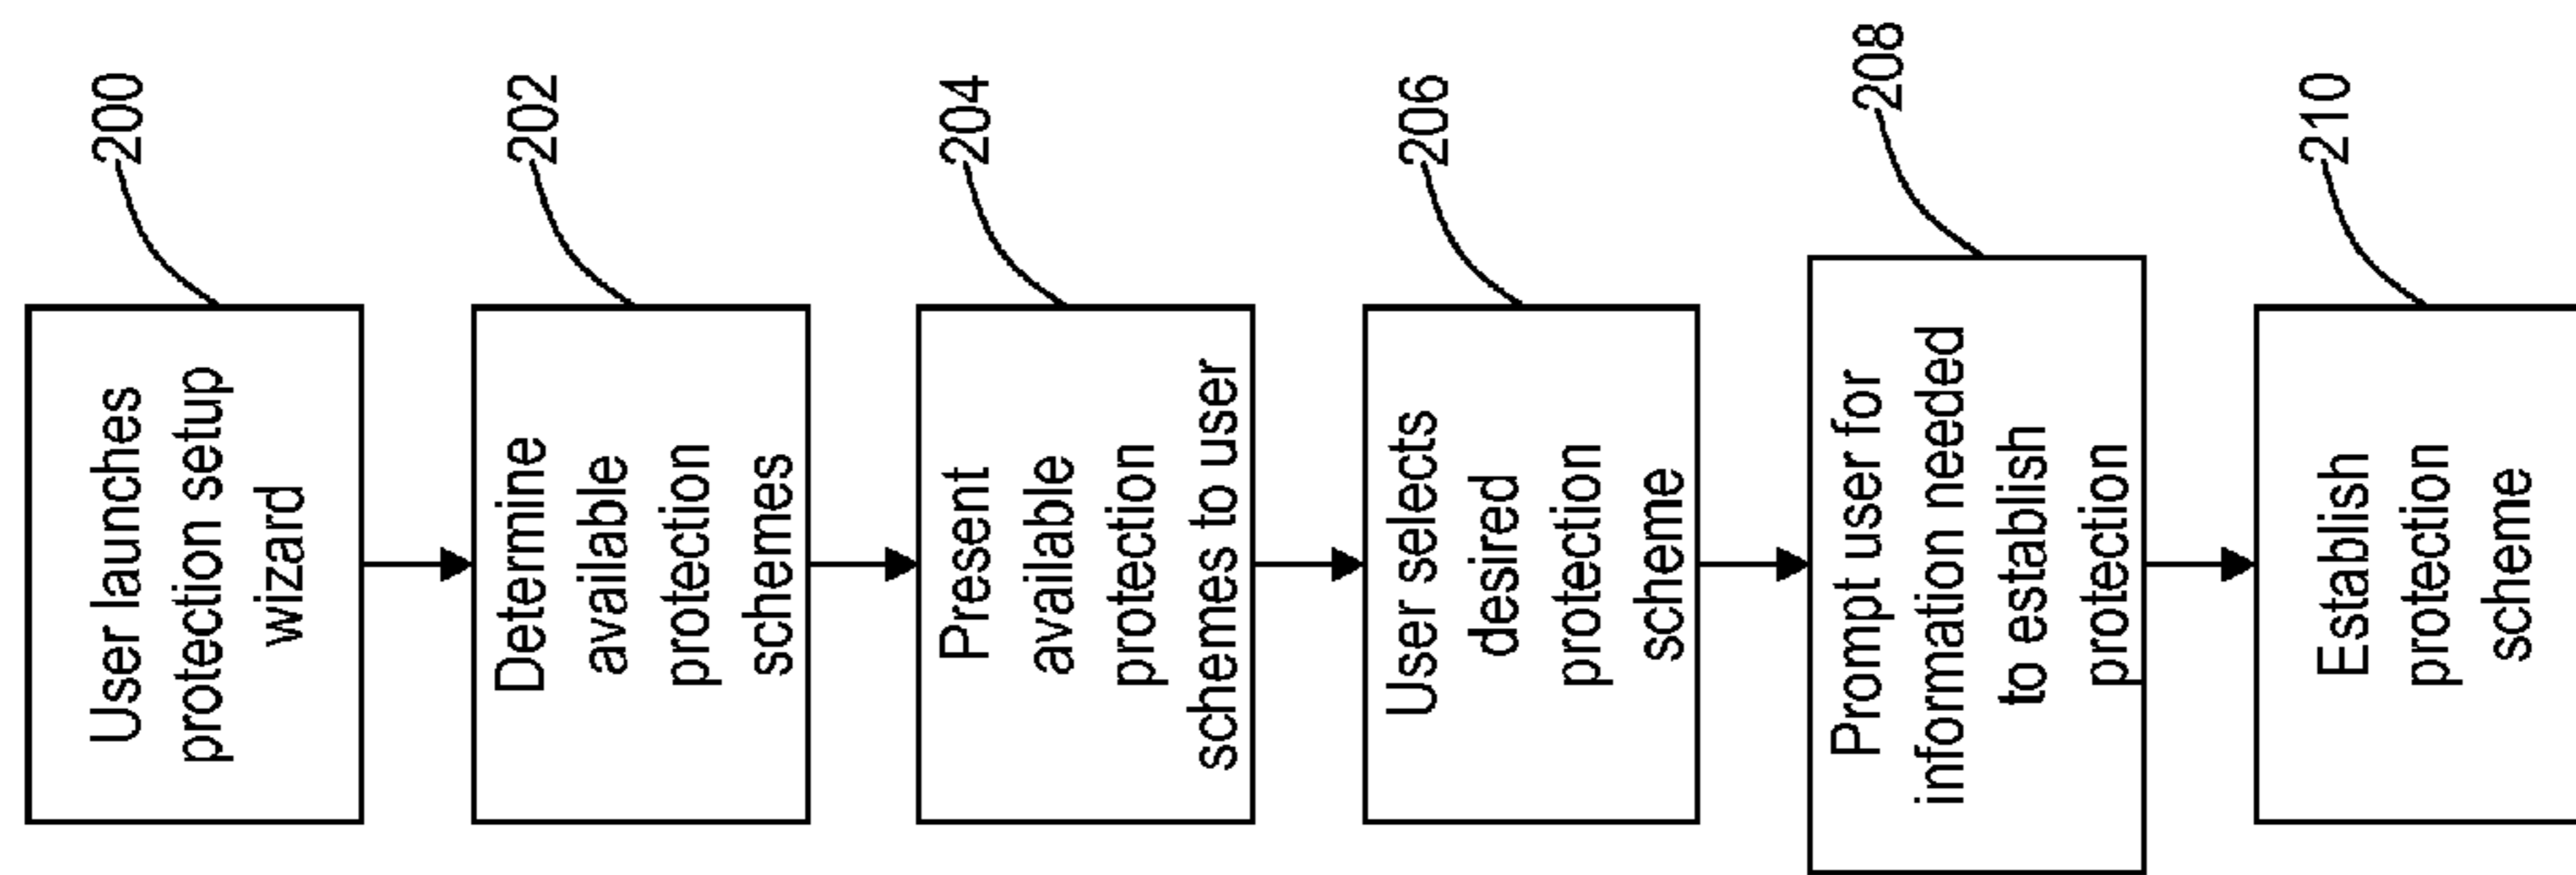 User launches
protection setup
wizard
200
Determine
available
protection
schemes
202
Present
available
protection
schemes to user
204
User selects
desired
protection
scheme
206
Prompt user for
information needed
to establish
protection
208
Establish
protection
scheme
210